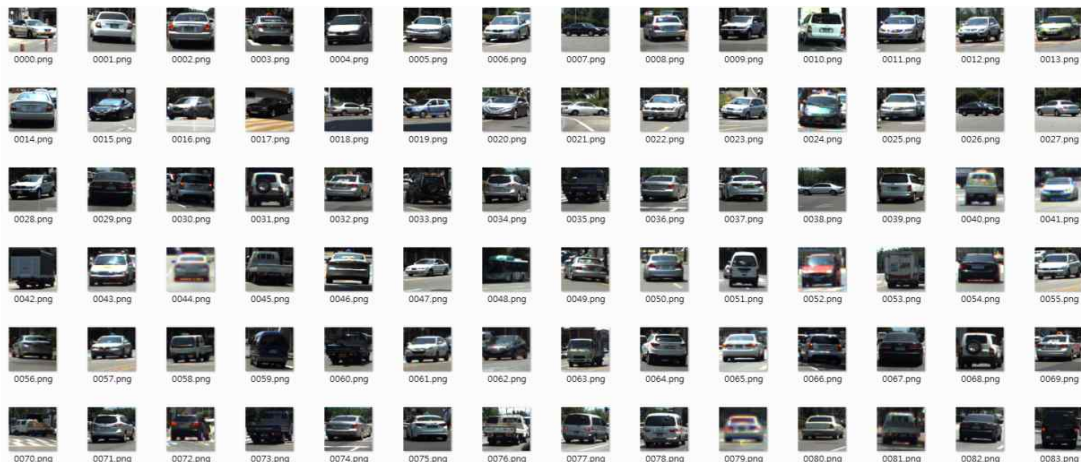 0000.png 0001.png 0002.png 0003.png 0004.png 0005.png 0006.png 0007.png 0008.png 0009.png 0010.png 0011.png 0012.png 0013.png
0014.png 0015.png 0016.png 0017.png 0018.png 0019.png 0020.png 0021.png 0022.png 0023.png 0024.png 0025.png 0026.png 0027.png
0028.png 0029.png 0030.png 0031.png 0032.png 0033.png 0034.png 0035.png 0036.png 0037.png 0038.png 0039.png 0040.png 0041.png
0042.png 0043.png 0044.png 0045.png 0046.png 0047.png 0048.png 0049.png 0050.png 0051.png 0052.png 0053.png 0054.png 0055.png
0056.png 0057.png 0058.png 0059.png 0060.png 0061.png 0062.png 0063.png 0064.png 0065.png 0066.png 0067.png 0068.png 0069.png
0070.png 0071.png 0072.png 0073.png 0074.png 0075.png 0076.png 0077.png 0078.png 0079.png 0080.png 0081.png 0082.png 0083.png